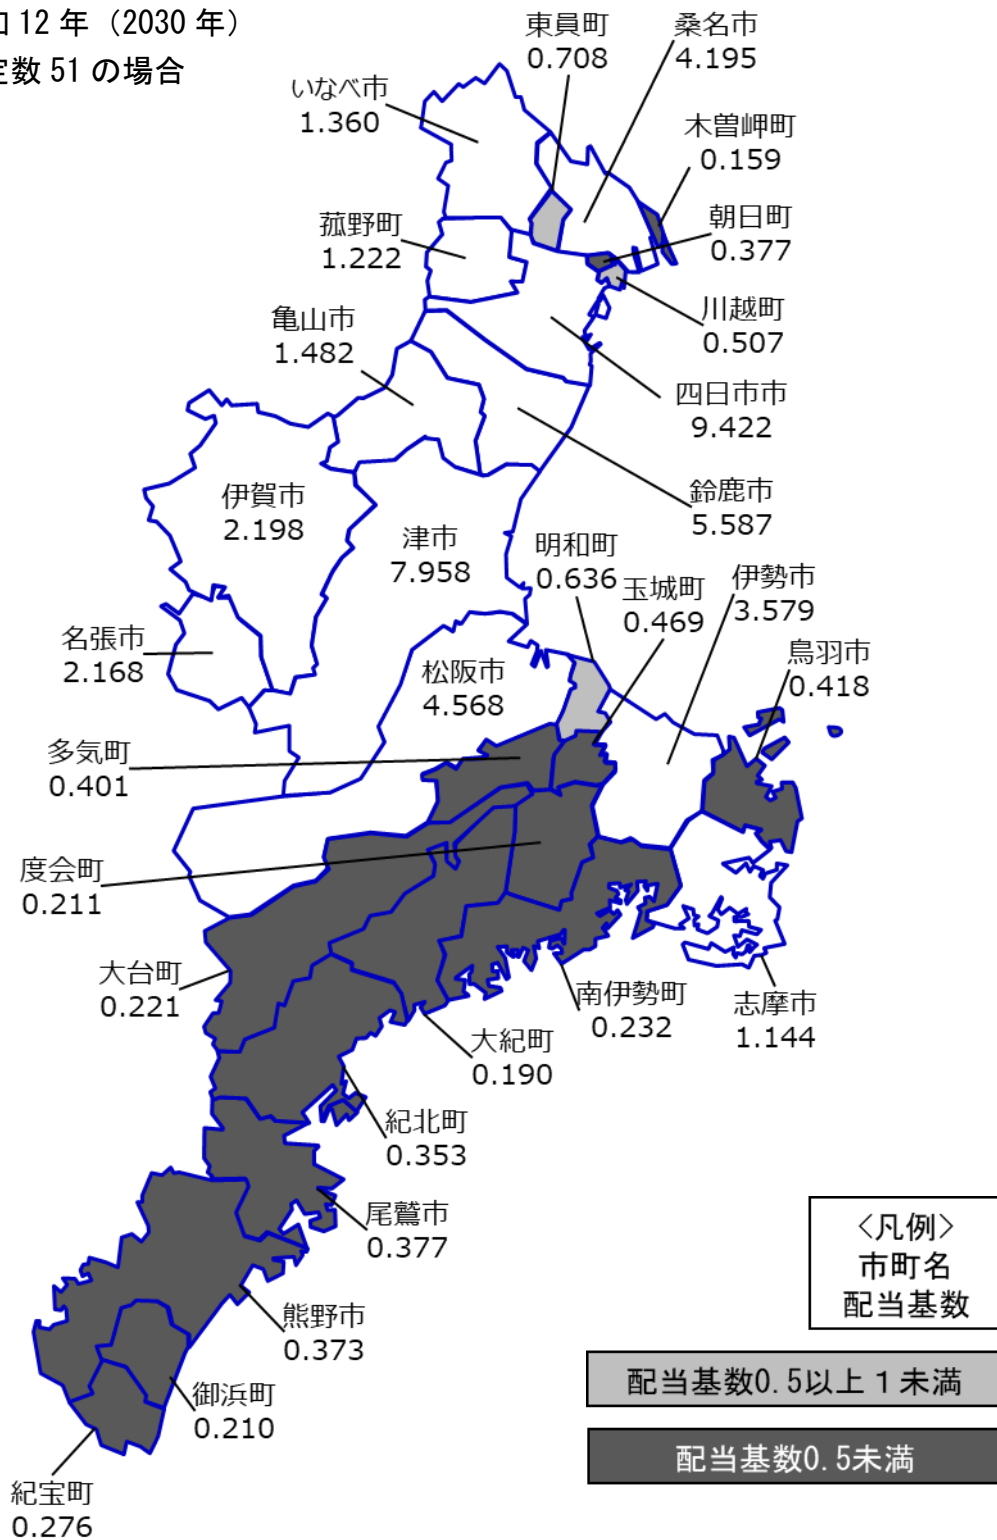 12 年（2030 年）
定数 51 の場合
東員町
0.708
桑名市
4.195
いなべ市
1.360
木曽岬町
0.159
朝日町
0.377
菰野町
1.222
川越町
0.507
亀山市
1.482
四日市市
9.422
鈴鹿市
5.587
伊賀市
2.198
津市
7.958
明和町
0.636
玉城町
0.469
伊勢市
3.579
名張市
2.168
松阪市
4.568
鳥羽市
0.418
多気町
0.401
度会町
0.211
大台町
0.221
南伊勢町
0.232
志摩市
1.144
大紀町
0.190
紀北町
0.353
尾鷲市
0.377
熊野市
0.373
御浜町
0.210
紀宝町
0.276
＜凡例＞
市町名
配当基数
配当基数0.5以上１未満
配当基数0.5未満